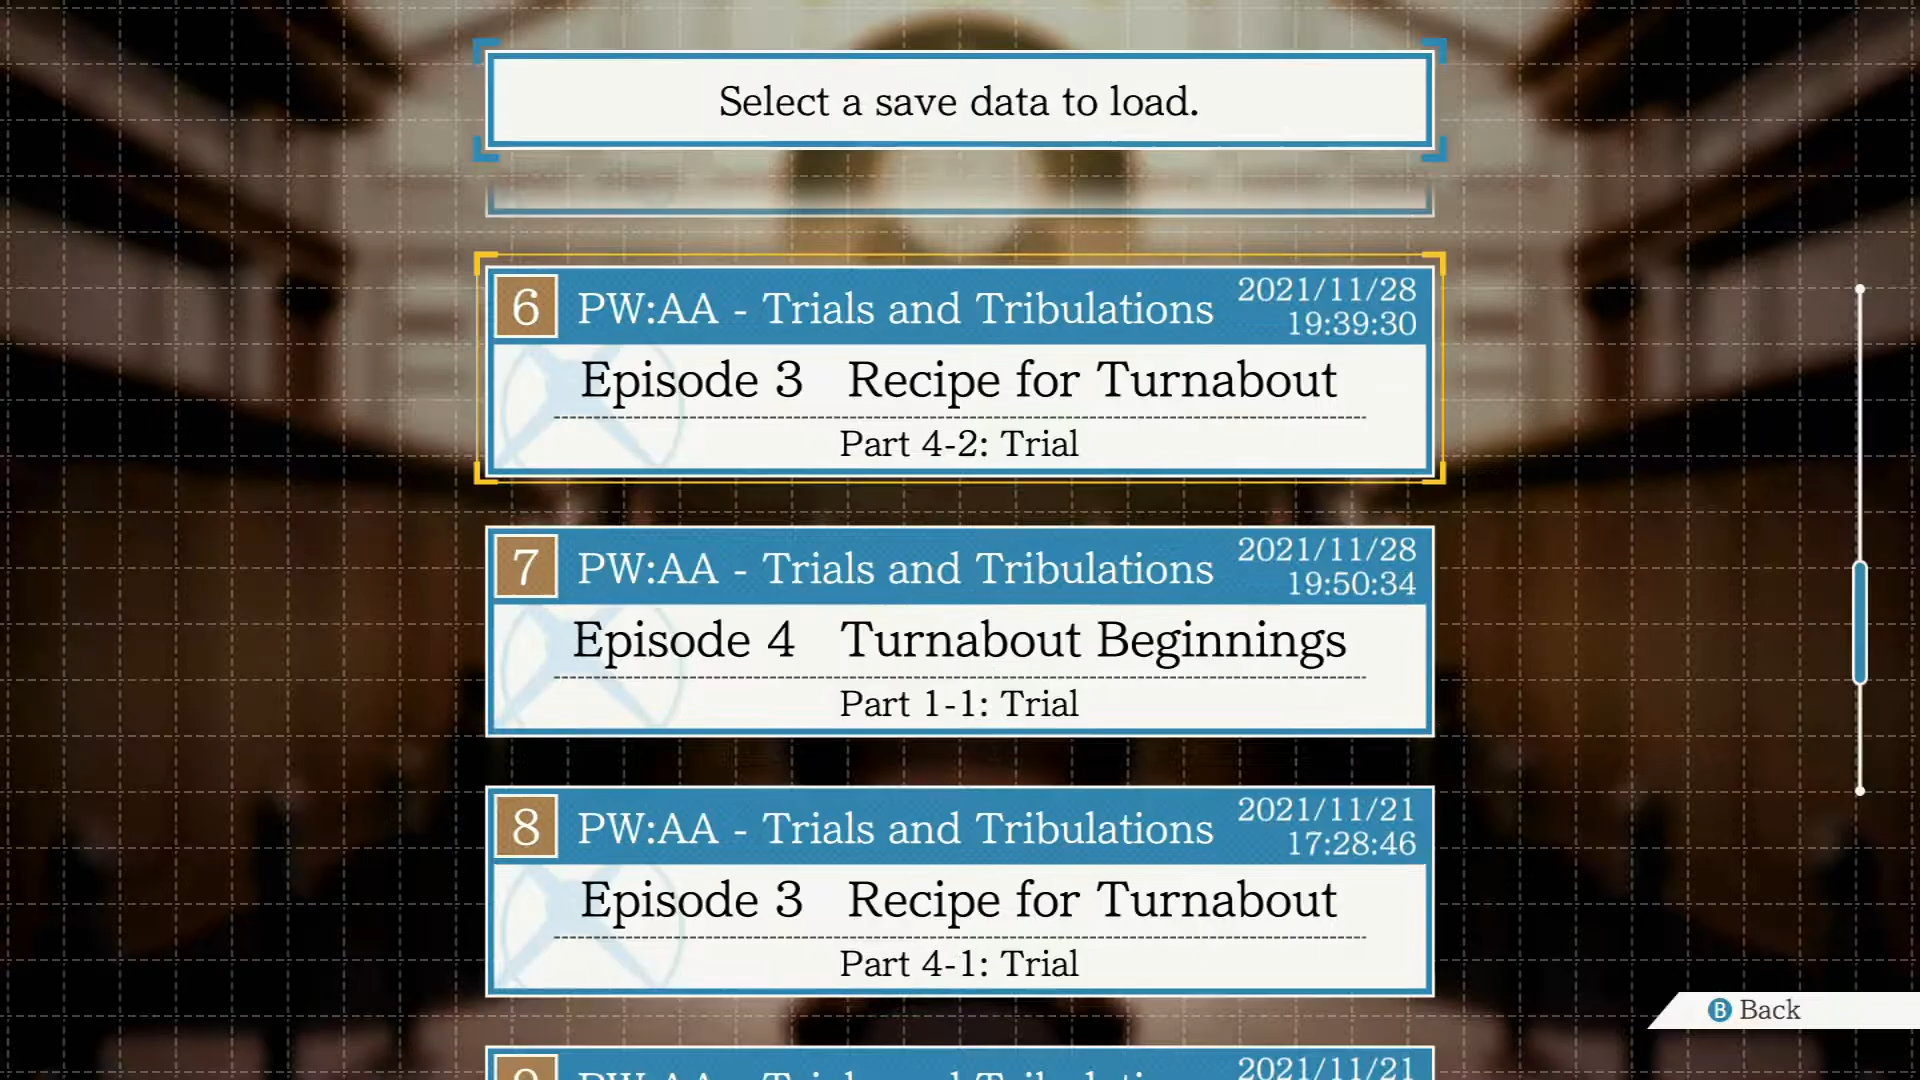 Select a save data to load.
6 PW:AA - Trials and Tribulations 2021/11/28 19:39:30
Episode 3 Recipe for Turnabout
Part 4-2: Trial
7 PW:AA - Trials and Tribulations 2021/11/28 19:50:34
Episode 4 Turnabout Beginnings
Part 1-1: Trial
8 PW:AA - Trials and Tribulations 2021/11/21 17:28:46
Episode 3 Recipe for Turnabout
Part 4-1: Trial
B Back
2021/11/21